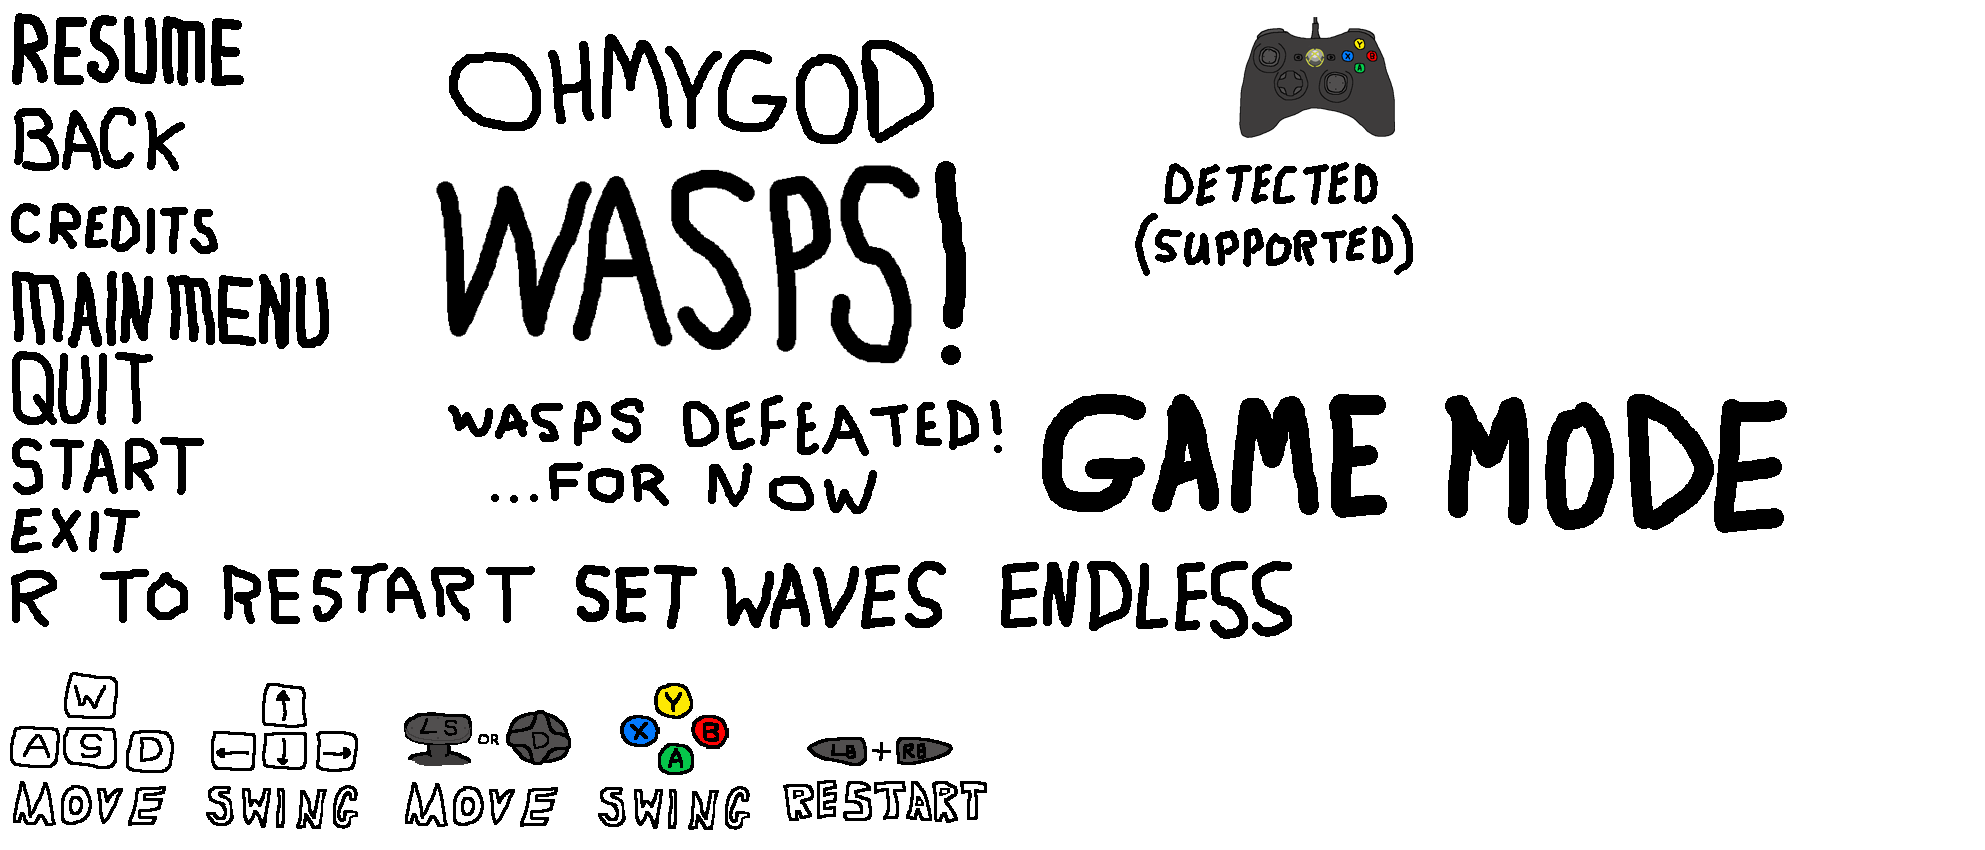 RESUME
BACK
CREDITS
MAIN MENU
QUIT
START
EXIT
R TO RESTART
SET WAVES
ENDLESS
OHMYGOD
WASPS!
WASPS DEFEATED!
...FOR NOW
Y
X B
A
DETECTED
(SUPPORTED)
GAME MODE
W
A S D
MOVE
↑
← ↓ →
SWING
LS OR D
MOVE
Y
X B
A
SWING
LB + RB
RESTART